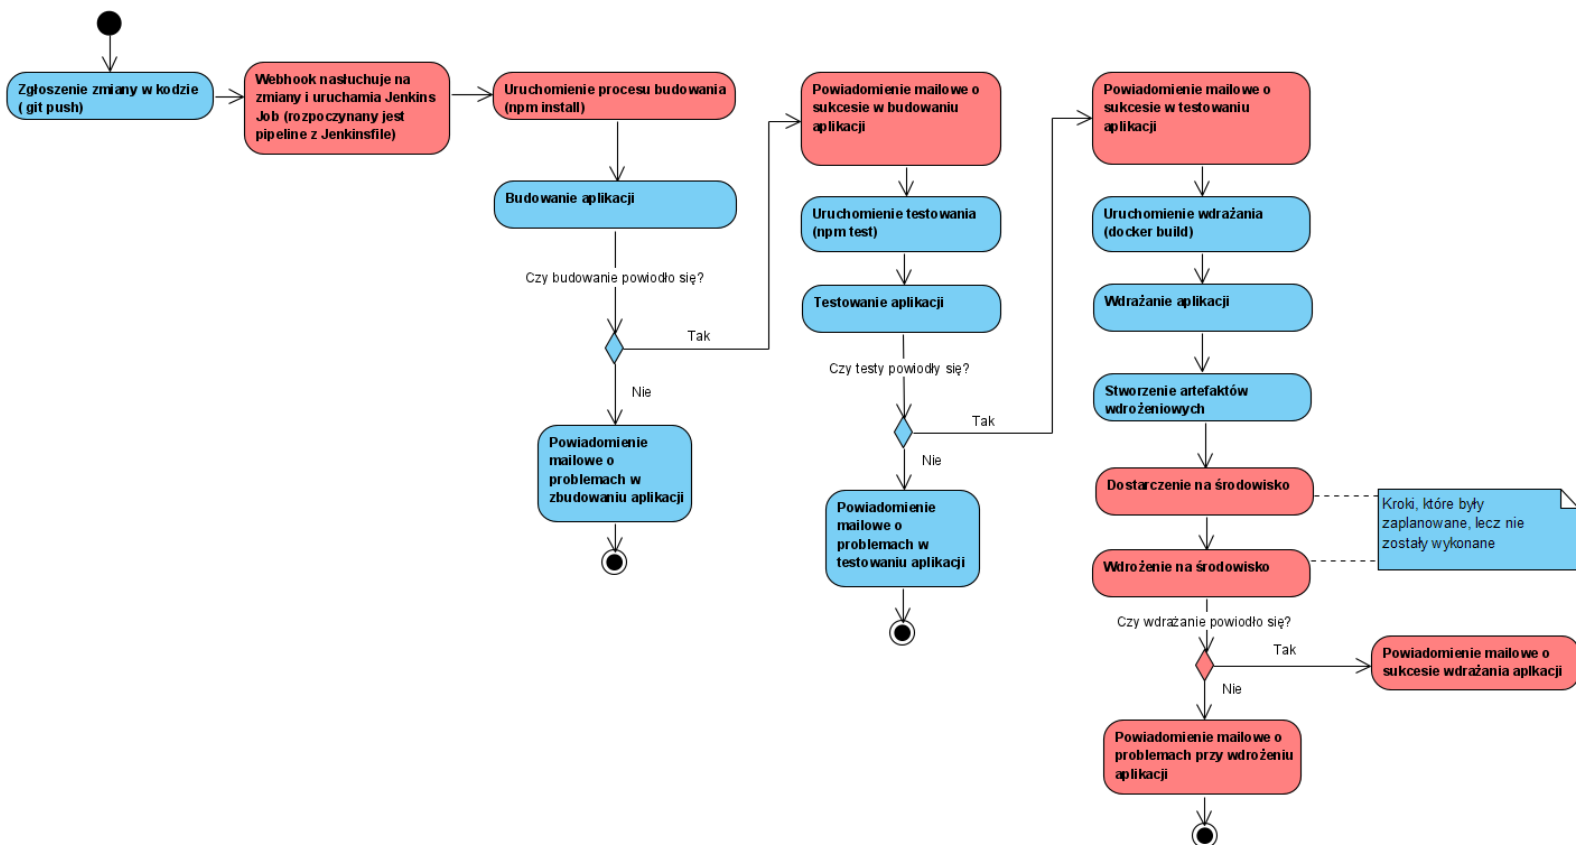 Zgłoszenie zmiany w kodzie
( git push)
Webhook nasłuchuje na
zmiany i uruchamia Jenkins
Job (rozpoczynany jest
pipeline z Jenkinsfile)
Uruchomienie procesu budowania
(npm install)
Budowanie aplikacji
Czy budowanie powiodło się?
Tak
Nie
Powiadomienie
mailowe o
problemach w
zbudowaniu aplikacji
Powiadomienie mailowe o
sukcesie w budowaniu
aplikacji
Uruchomienie testowania
(npm test)
Testowanie aplikacji
Czy testy powiodły się?
Tak
Nie
Powiadomienie
mailowe o
problemach w
testowaniu aplikacji
Powiadomienie mailowe o
sukcesie w testowaniu
aplikacji
Uruchomienie wdrażania
(docker build)
Wdrażanie aplikacji
Stworzenie artefaktów
wdrożeniowych
Dostarczenie na środowisko
Wdrożenie na środowisko
Kroki, które były
zaplanowane, lecz nie
zostały wykonane
Czy wdrażanie powiodło się?
Tak
Nie
Powiadomienie mailowe o
sukcesie wdrażania aplkacji
Powiadomienie mailowe o
problemach przy wdrożeniu
aplikacji